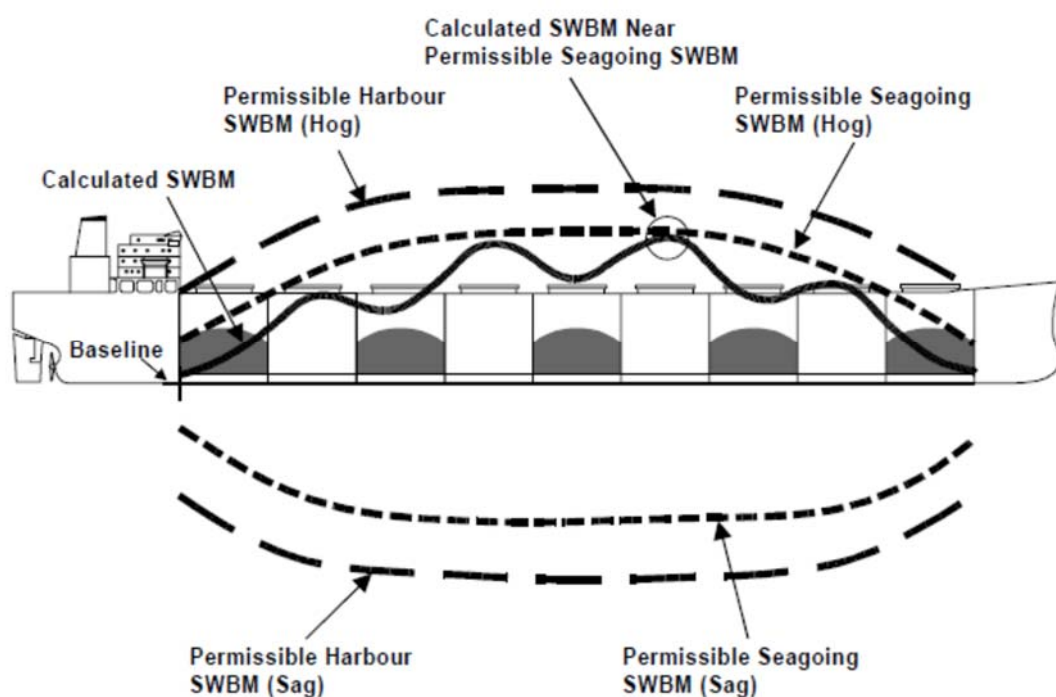 Calculated SWBM Near
Permissible Seagoing SWBM
Permissible Harbour
SWBM (Hog)
Permissible Seagoing
SWBM (Hog)
Calculated SWBM
Baseline
Permissible Harbour
SWBM (Sag)
Permissible Seagoing
SWBM (Sag)